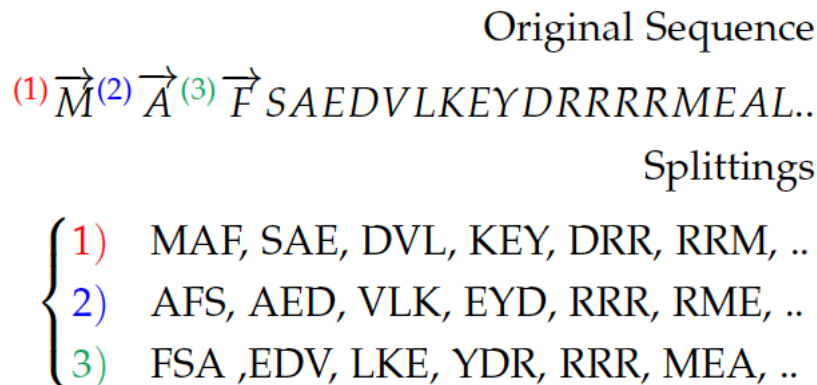 Original Sequence
(1) M (2) A (3) F SAEDVLKEYDRRRRMEAL..
Splittings
1) MAF, SAE, DVL, KEY, DRR, RRM, ..
2) AFS, AED, VLK, EYD, RRR, RME, ..
3) FSA ,EDV, LKE, YDR, RRR, MEA, ..